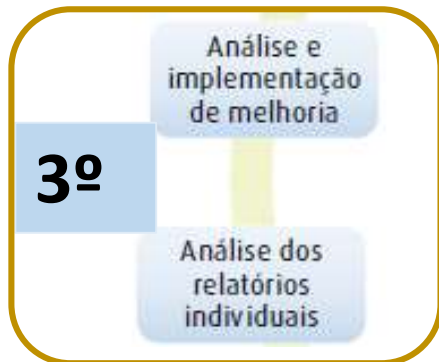 Análise e
implementação
de melhoria
3º
Análise dos
relatórios
individuais